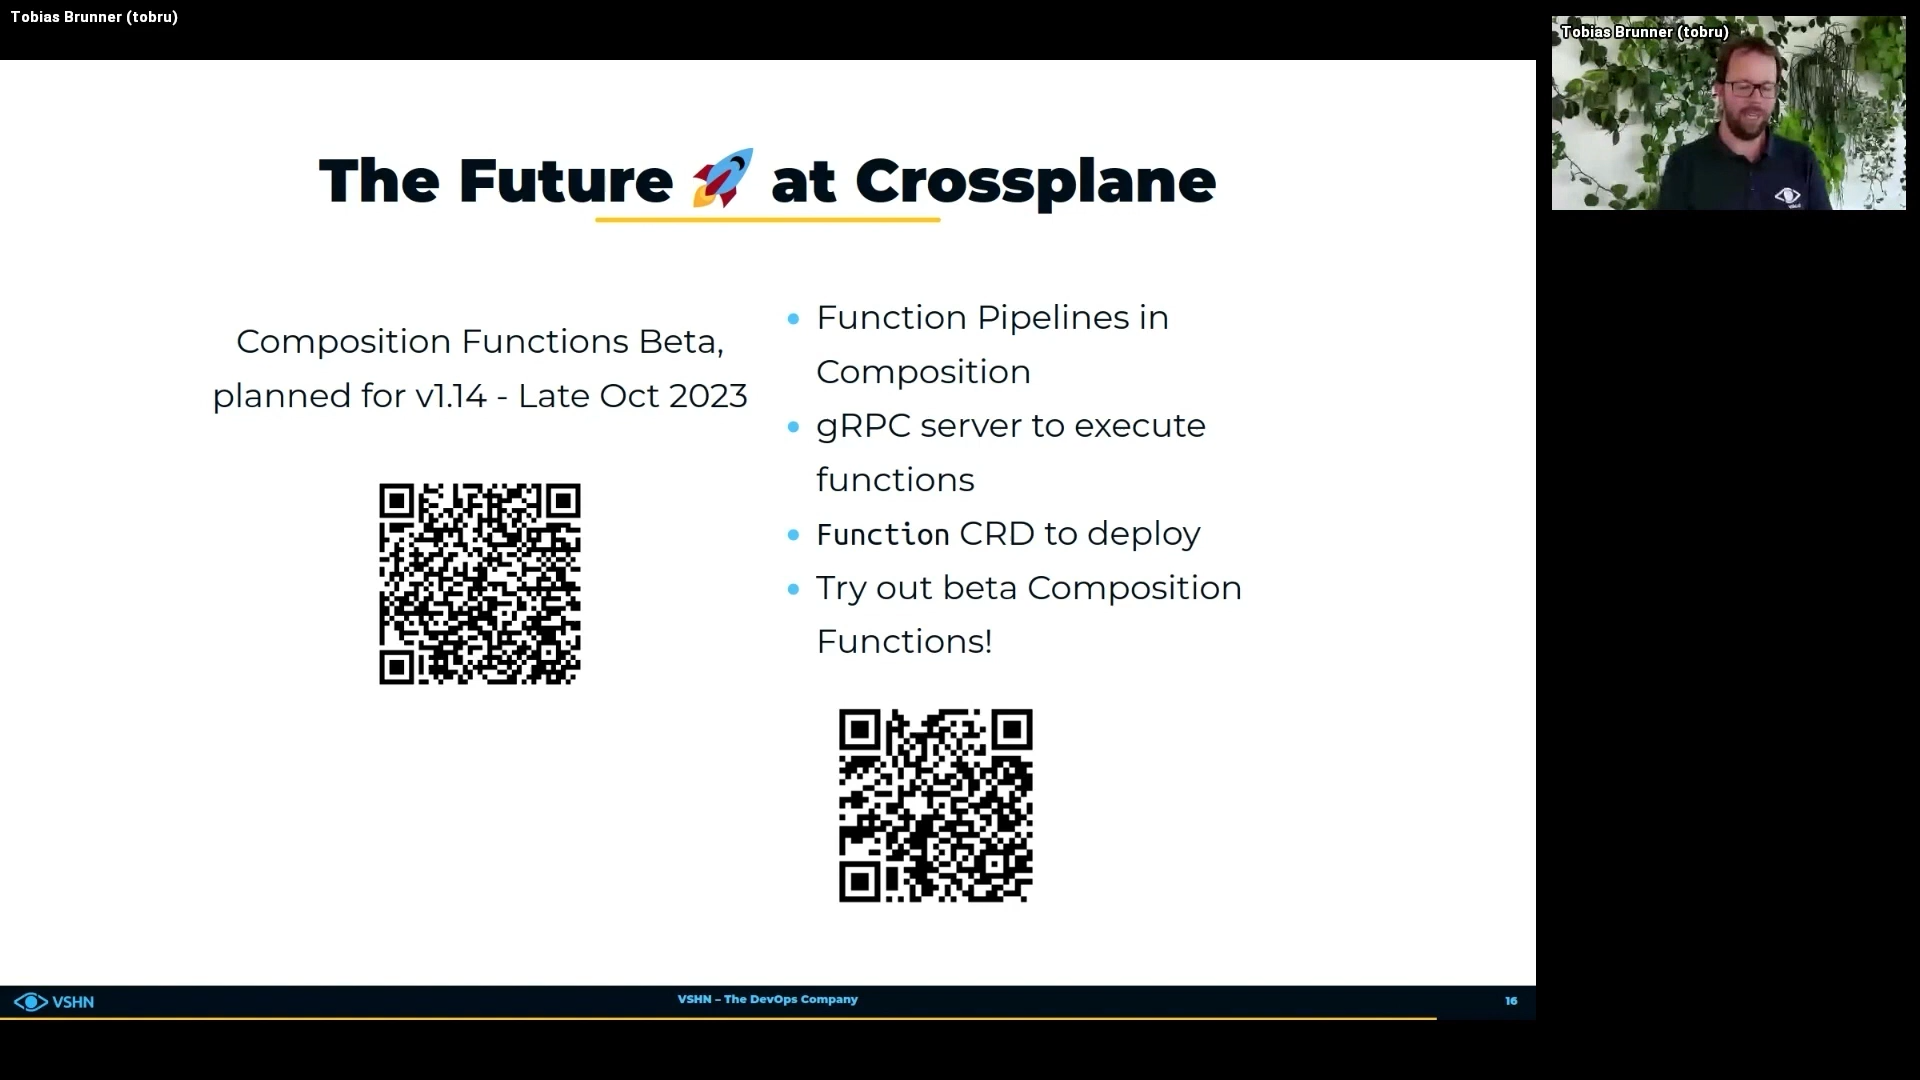 Tobias Brunner (tobru)
Tobias Brunner (tobru)
The Future 🚀 at Crossplane
Composition Functions Beta,
planned for v1.14 - Late Oct 2023
Function Pipelines in
Composition
gRPC server to execute
functions
Function CRD to deploy
Try out beta Composition
Functions!
VSHN
VSHN – The DevOps Company
16